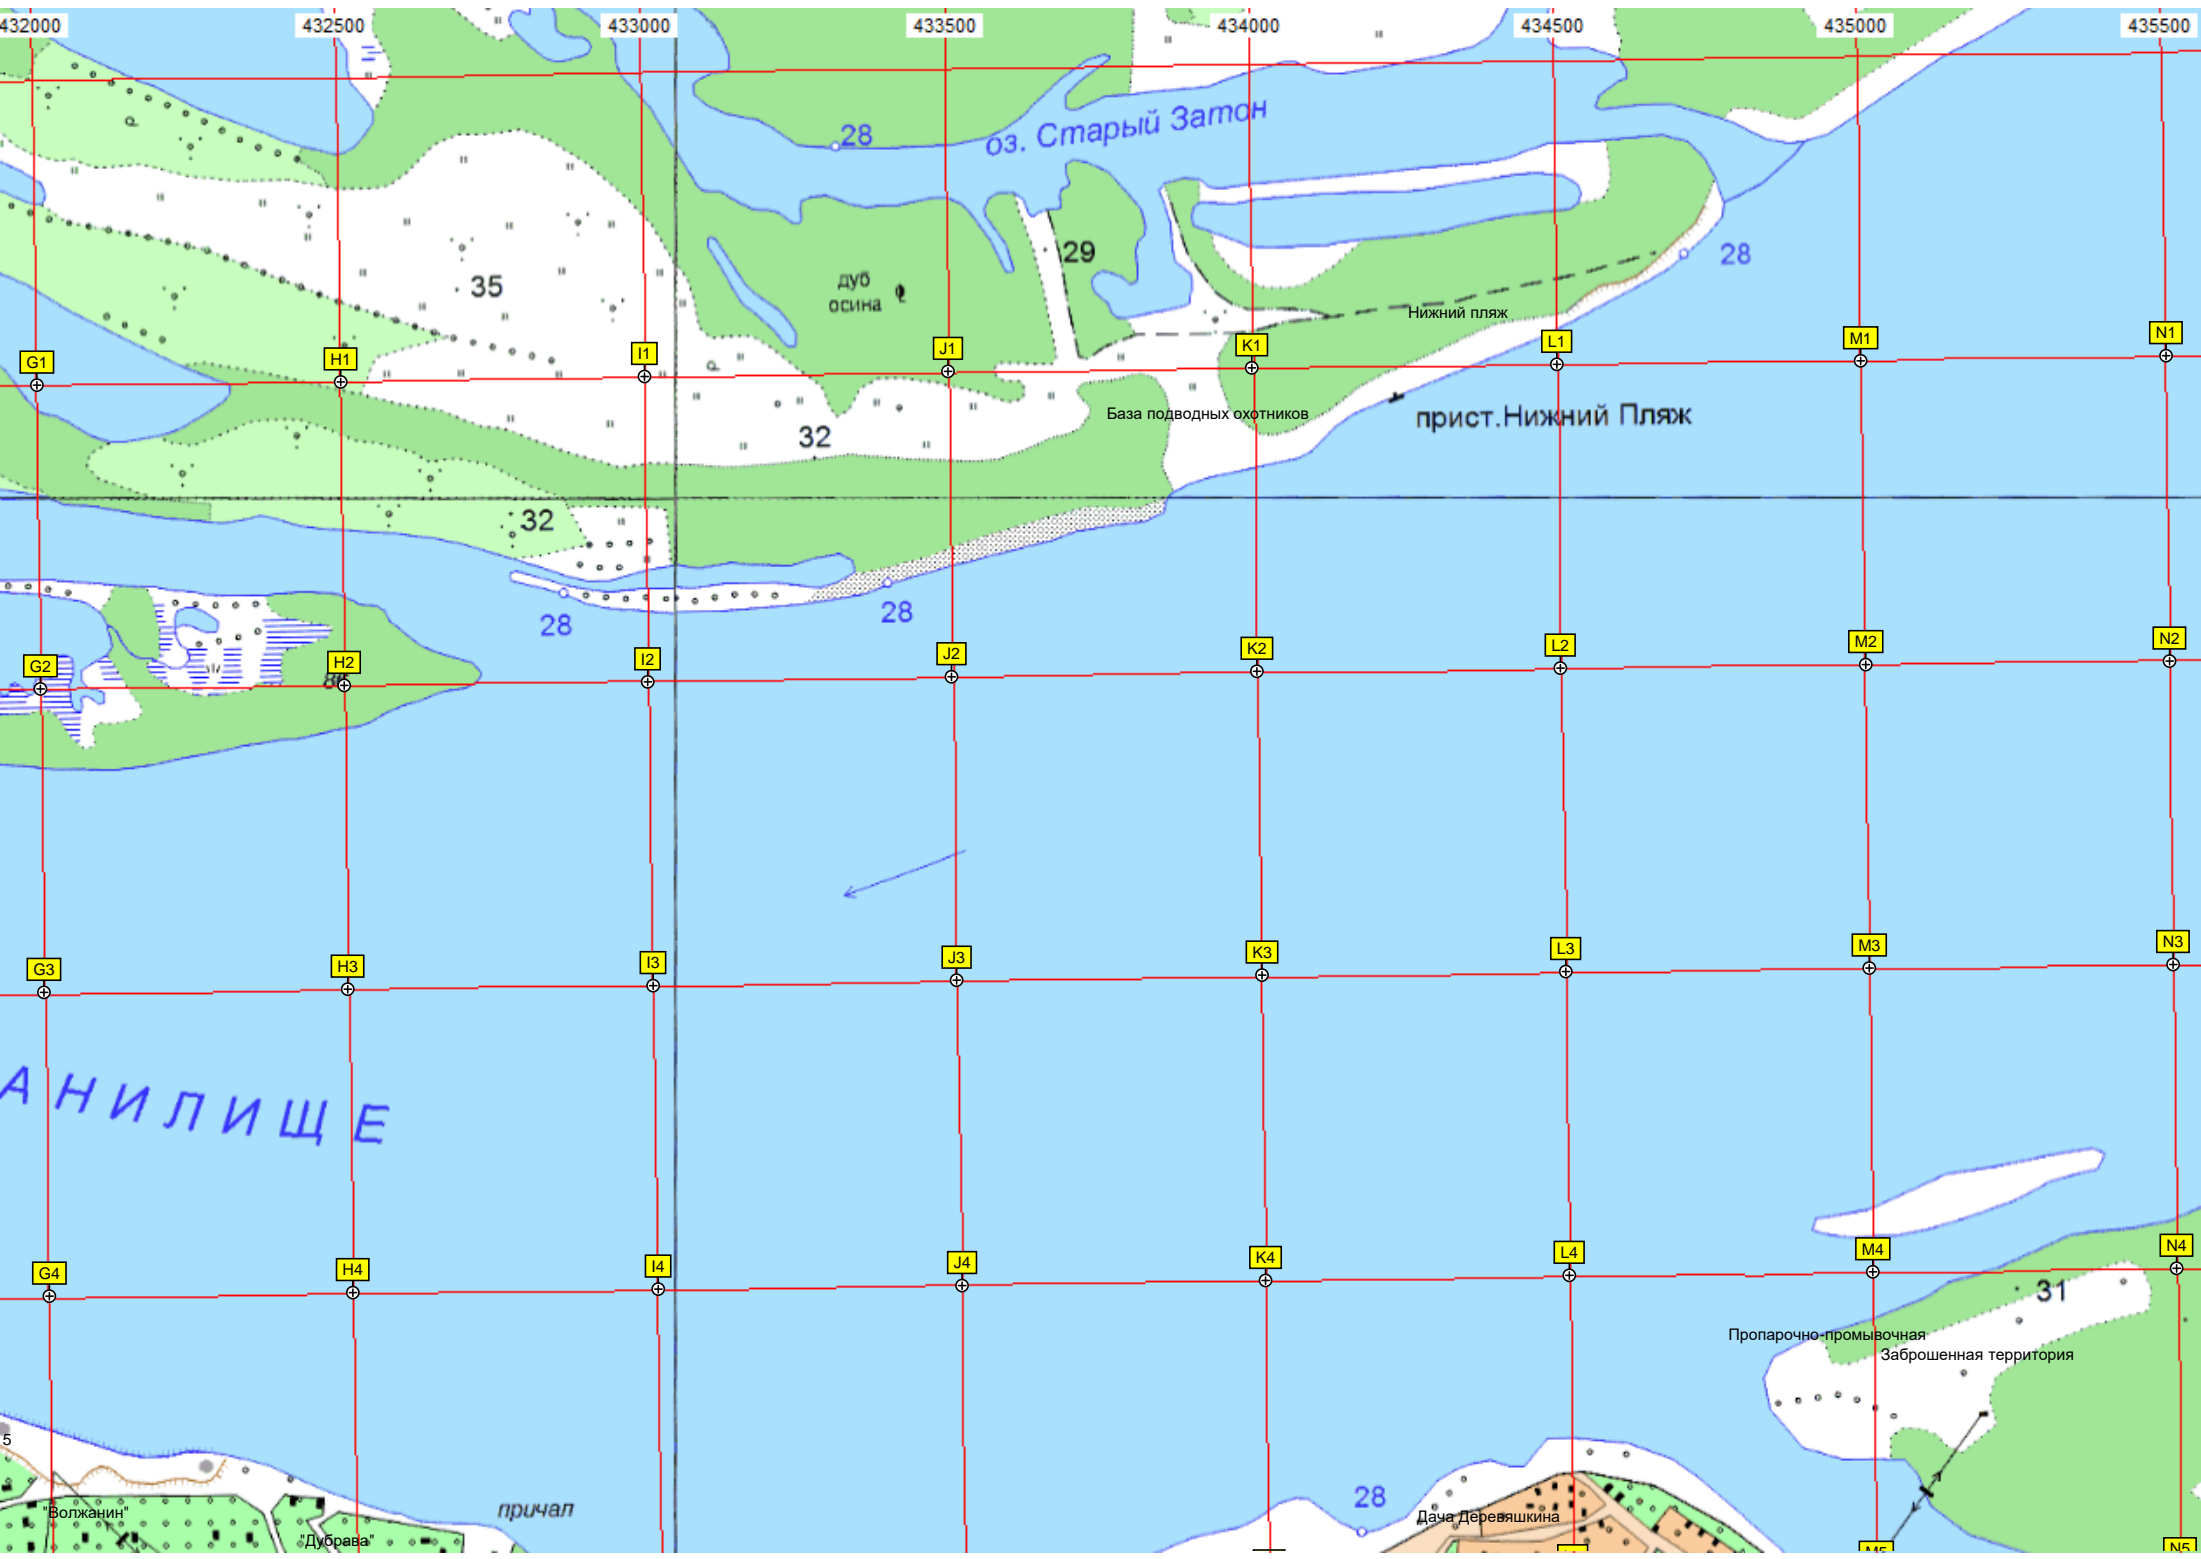 432000 432500 433000 433500 434000 434500 435000 435500
28
оз. Старый Затон
29
28
35
дуб
осина
Нижний пляж
G1 H1 I1 J1 K1 L1 M1 N1
База подводных охотников
прист.Нижний Пляж
32
32
28
28
G2 H2 I2 J2 K2 L2 M2 N2
G3 H3 I3 J3 K3 L3 M3 N3
АНИЛИЩЕ
G4 H4 I4 J4 K4 L4 M4 N4
31
Пропарочно-промывочная
Заброшенная территория
5
28
"Волжанин"
причал
Дача Деревяшкина
"Дубрава"
M5 N5